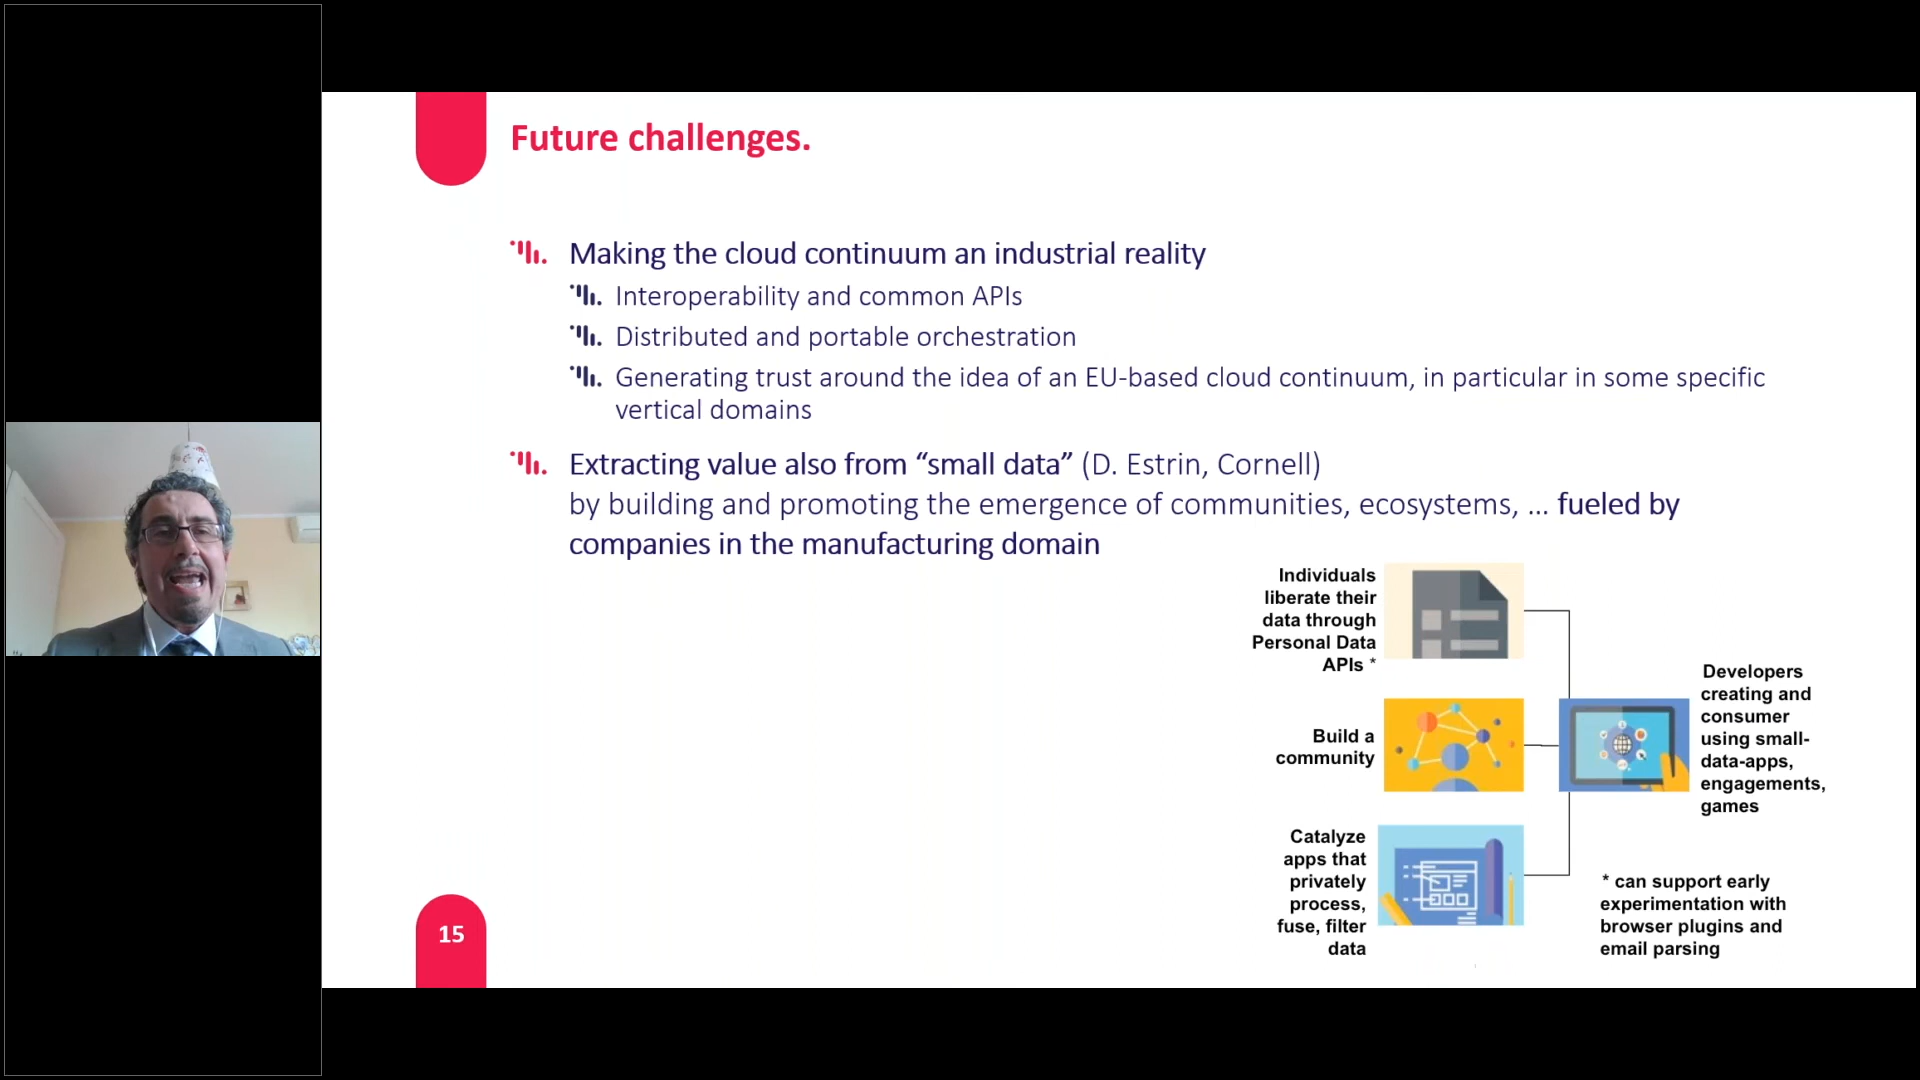 Future challenges.
Making the cloud continuum an industrial reality
Interoperability and common APIs
Distributed and portable orchestration
Generating trust around the idea of an EU-based cloud continuum, in particular in some specific
vertical domains
Extracting value also from “small data” (D. Estrin, Cornell)
by building and promoting the emergence of communities, ecosystems, … fueled by
companies in the manufacturing domain
Individuals
liberate their
data through
Personal Data
APIs *
Build a
community
Catalyze
apps that
privately
process,
fuse, filter
data
Developers
creating and
consumer
using small-
data-apps,
engagements,
games
* can support early
experimentation with
browser plugins and
email parsing
15